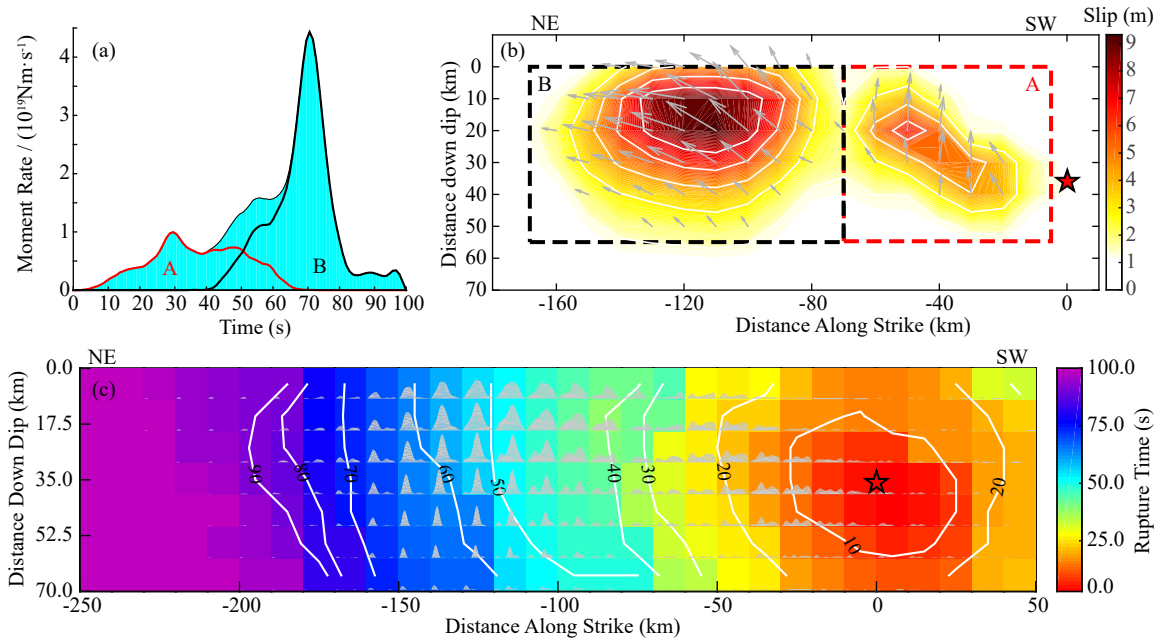 (a)
Moment Rate / (10¹⁹Nm·s⁻¹)
4
3
2
1
0
A
B
0 10 20 30 40 50 60 70 80 90 100
Time (s)
NE
SW
Slip (m)
(b)
B
A
Distance down dip (km)
0
10
20
30
40
50
60
70
-160 -120 -80 -40 0
Distance Along Strike (km)
9
8
7
6
5
4
3
2
1
0
NE
SW
(c)
Distance Down Dip (km)
0.0
17.5
35.0
52.5
70.0
90 80 70 60 50 40 30 20 10 20
-250 -200 -150 -100 -50 0 50
Distance Along Strike (km)
100.0
75.0
50.0
25.0
0.0
Rupture Time (s)